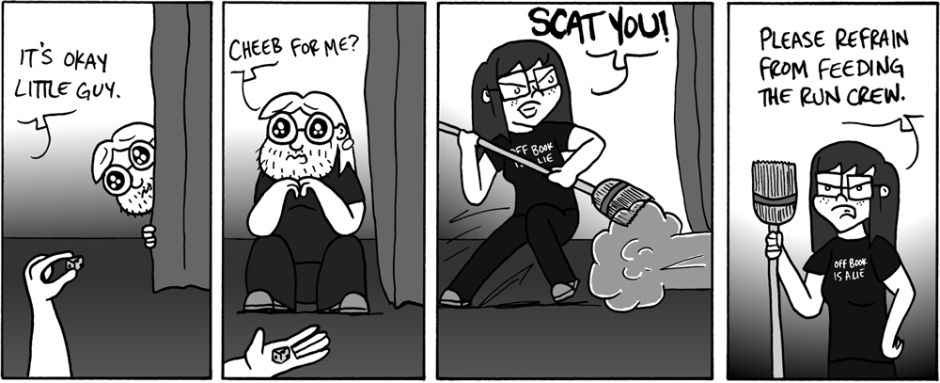 IT'S OKAY
LITTLE GUY.
CHEEB FOR ME?
SCAT YOU!
OFF BOOK
LIE
PLEASE REFRAIN
FROM FEEDING
THE RUN CREW.
OFF BOOK
IS A LIE